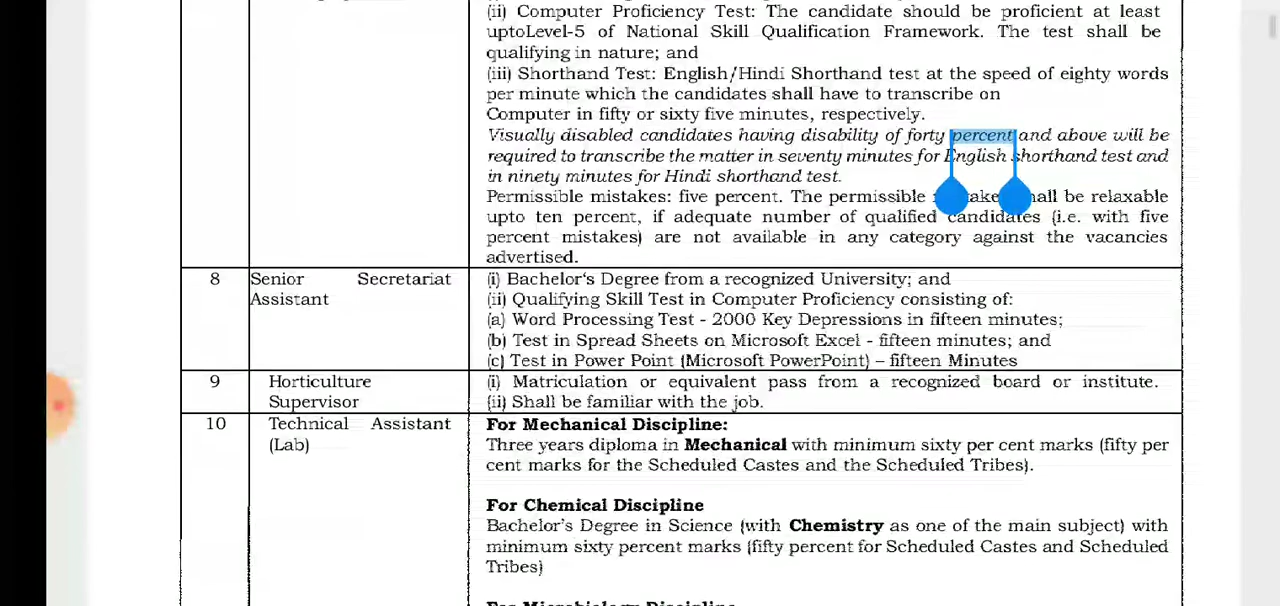 (ii) Computer Proficiency Test: The candidate should be proficient at least
uptoLevel-5 of National Skill Qualification Framework. The test shall be
qualifying in nature; and
(iii) Shorthand Test: English/Hindi Shorthand test at the speed of eighty words
per minute which the candidates shall have to transcribe on
Computer in fifty or sixty five minutes, respectively.
Visually disabled candidates having disability of forty percent and above will be
required to transcribe the matter in seventy minutes for English shorthand test and
in ninety minutes for Hindi shorthand test.
Permissible mistakes: five percent. The permissible shall be relaxable
upto ten percent, if adequate number of qualified candidates (i.e. with five
percent mistakes) are not available in any category against the vacancies
advertised.
8
Senior Secretariat
Assistant
(i) Bachelor's Degree from a recognized University; and
(ii) Qualifying Skill Test in Computer Proficiency consisting of:
(a) Word Processing Test - 2000 Key Depressions in fifteen minutes;
(b) Test in Spread Sheets on Microsoft Excel - fifteen minutes; and
(c) Test in Power Point (Microsoft PowerPoint) – fifteen Minutes
9
Horticulture
Supervisor
(i) Matriculation or equivalent pass from a recognized board or institute.
(ii) Shall be familiar with the job.
10
Technical Assistant
(Lab)
For Mechanical Discipline:
Three years diploma in Mechanical with minimum sixty per cent marks (fifty per
cent marks for the Scheduled Castes and the Scheduled Tribes).
For Chemical Discipline
Bachelor's Degree in Science (with Chemistry as one of the main subject) with
minimum sixty percent marks (fifty percent for Scheduled Castes and Scheduled
Tribes)
For Microbiology Discipline